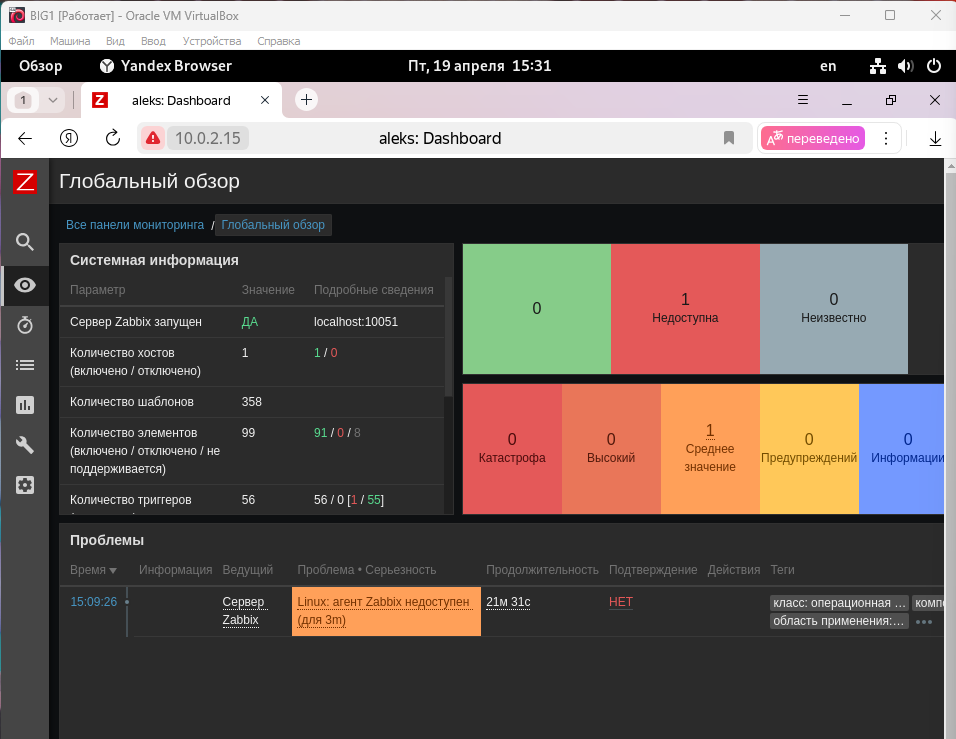 BIG1 [Работает] - Oracle VM VirtualBox
Файл Машина Вид Ввод Устройства Справка
Обзор Yandex Browser Пт, 19 апреля 15:31 en
1 Z aleks: Dashboard
Я 10.0.2.15 aleks: Dashboard переведено
Z Глобальный обзор
Все панели мониторинга / Глобальный обзор
Системная информация
Параметр Значение Подробные сведения
Сервер Zabbix запущен ДА localhost:10051
Количество хостов
(включено / отключено) 1 1 / 0
Количество шаблонов 358
Количество элементов
(включено / отключено / не
поддерживается) 99 91 / 0 / 8
Количество триггеров 56 56 / 0 [1 / 55]
0
1
Недоступна
0
Неизвестно
0
Катастрофа
0
Высокий
1
Среднее
значение
0
Предупреждений
0
Информации
Проблемы
Время Информация Ведущий Проблема • Серьезность Продолжительность Подтверждение Действия Теги
15:09:26 Сервер
Zabbix
Linux: агент Zabbix недоступен
(для 3m)
21м 31с НЕТ
класс: операционная ... компо
область применения:...